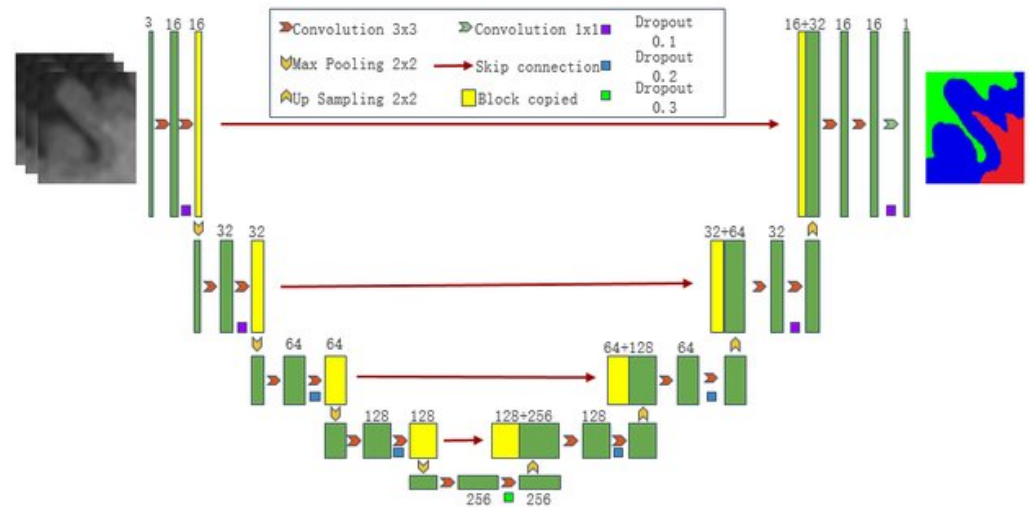 3 16 16
Convolution 3x3 Convolution 1x1 Dropout 0.1
Max Pooling 2x2 Skip connection Dropout 0.2
Up Sampling 2x2 Block copied Dropout 0.3
16+32 16 16 1
32 32
32+64 32
64 64
64+128 64
128 128
128+256 128
256 256